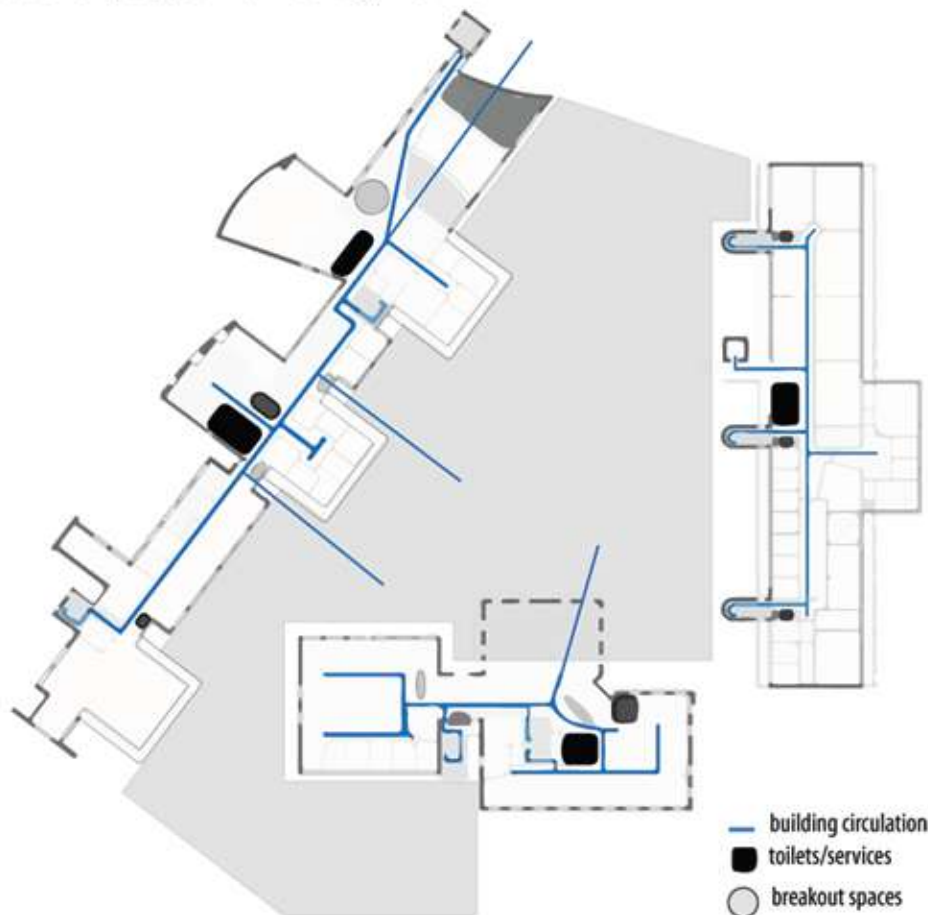 building circulation
toilets/services
breakout spaces